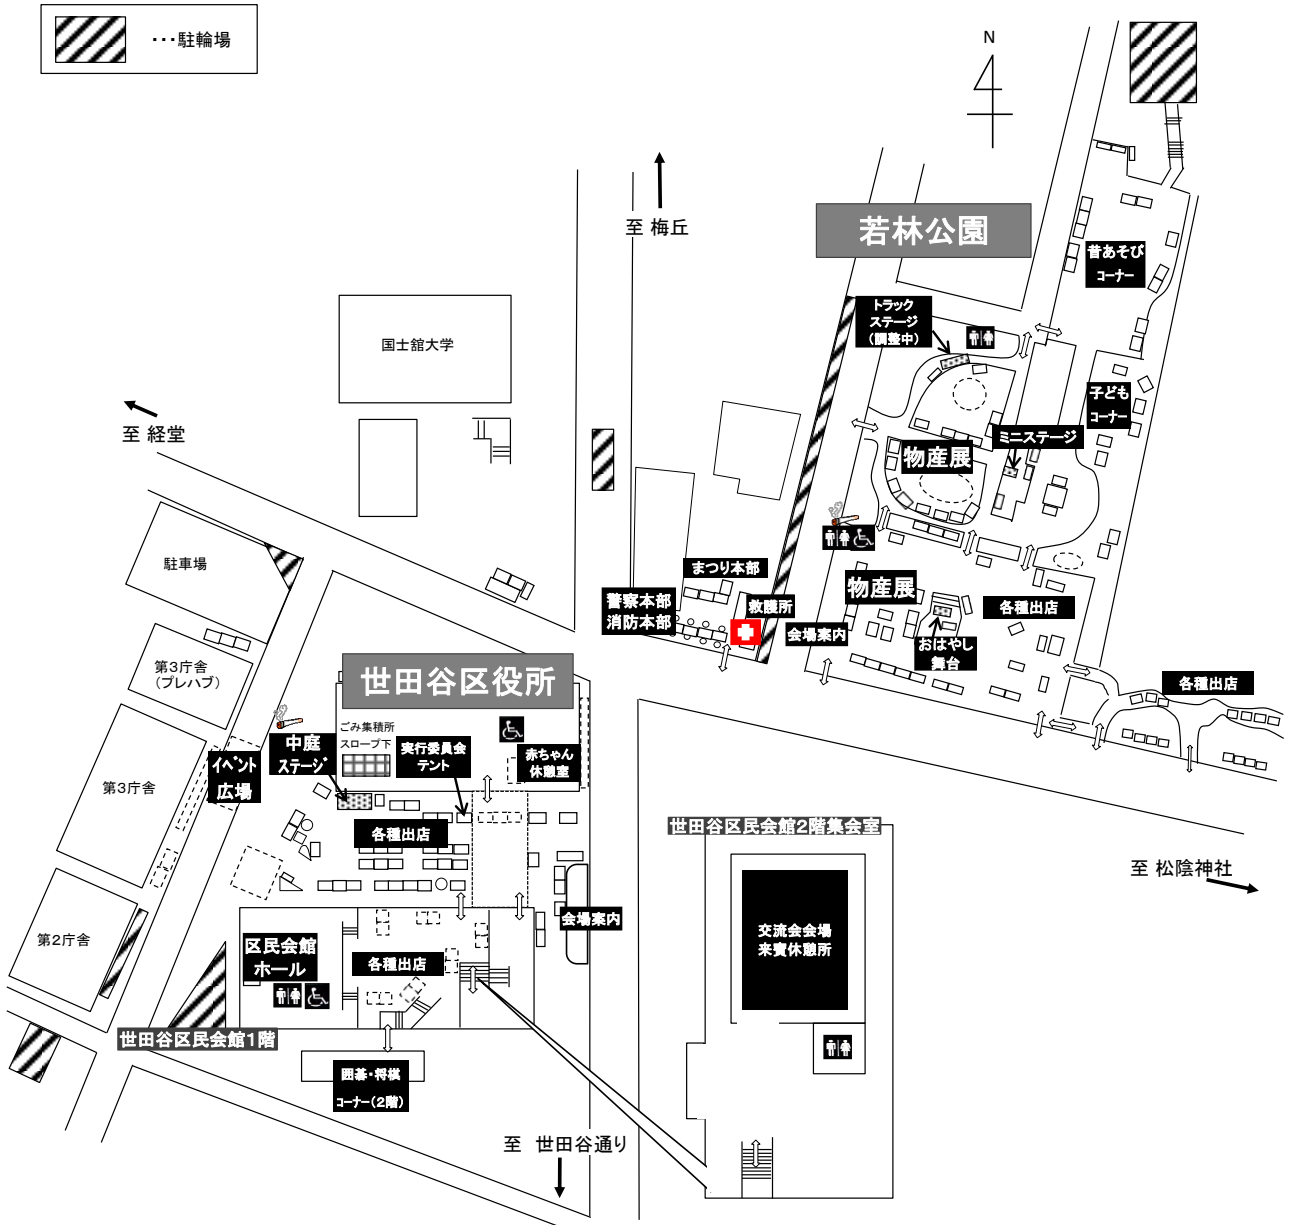 …駐輪場
N
至 梅丘
若林公園
昔あそび
コーナー
トラック
ステージ
(調整中)
国士舘大学
子ども
コーナー
至 経堂
ミニステージ
物産展
駐車場
まつり本部
物産展
警察本部
消防本部
救護所
各種出店
会場案内
おはやし
舞台
第3庁舎
(プレハブ)
世田谷区役所
各種出店
ごみ集積所
スロープ下
中庭
ステージ
実行委員会
テント
赤ちゃん
休憩室
イベント
広場
第3庁舎
各種出店
世田谷区民会館2階集会室
至 松陰神社
会場案内
第2庁舎
区民会館
ホール
各種出店
交流会会場
来賓休憩所
世田谷区民会館1階
囲碁・将棋
コーナー(2階)
至 世田谷通り